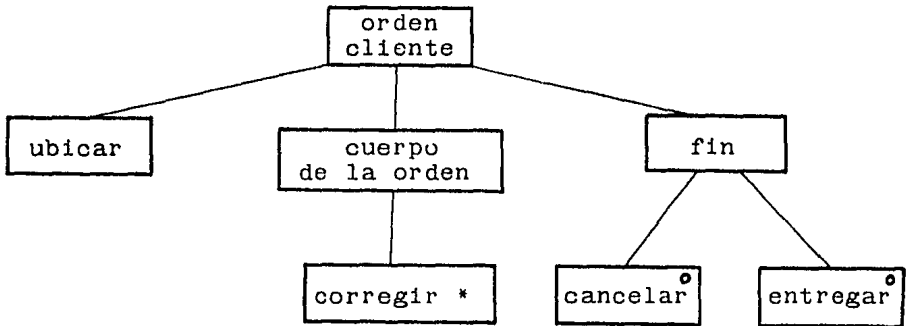 orden
cliente
ubicar
cuerpo
de la orden
fin
corregir *
cancelar°
entregar°